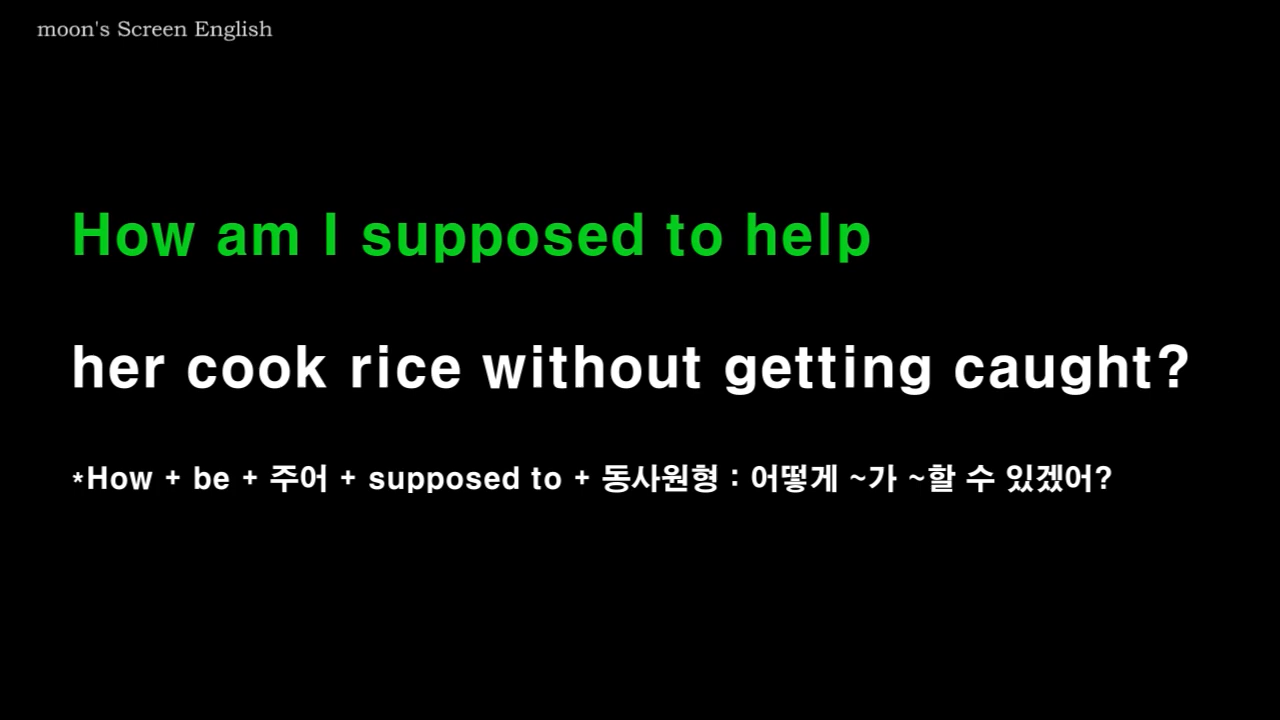 moon's Screen English
How am I supposed to help
her cook rice without getting caught?
*How + be + 주어 + supposed to + 동사원형 : 어떻게 ~가 ~할 수 있겠어?